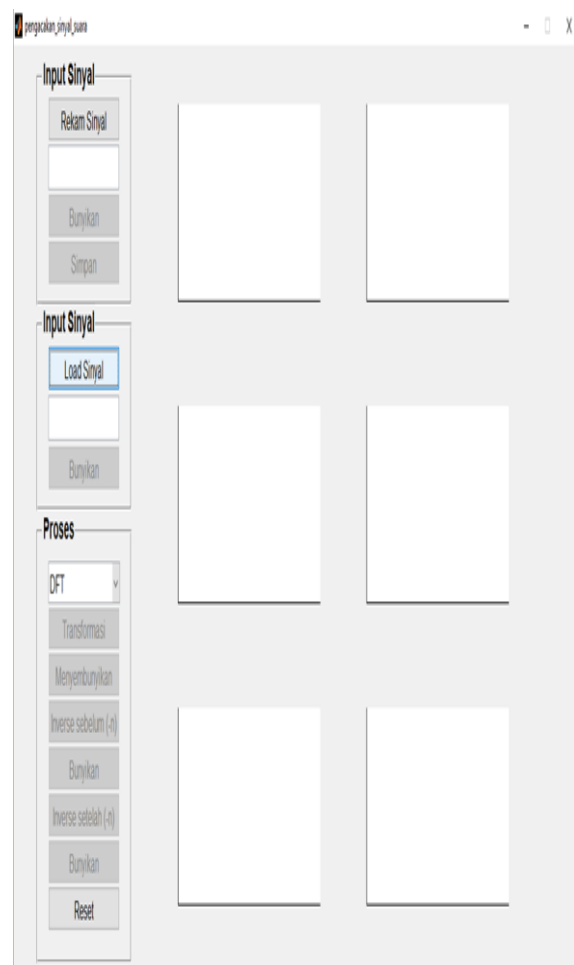 pengacakan_sinyal_suara
Input Sinyal
Rekam Sinyal
Bunyikan
Simpan
Input Sinyal
Load Sinyal
Bunyikan
Proses
DFT
Transformasi
Menyembunyikan
Inverse sebelum (-n)
Bunyikan
Inverse setelah (-n)
Bunyikan
Reset